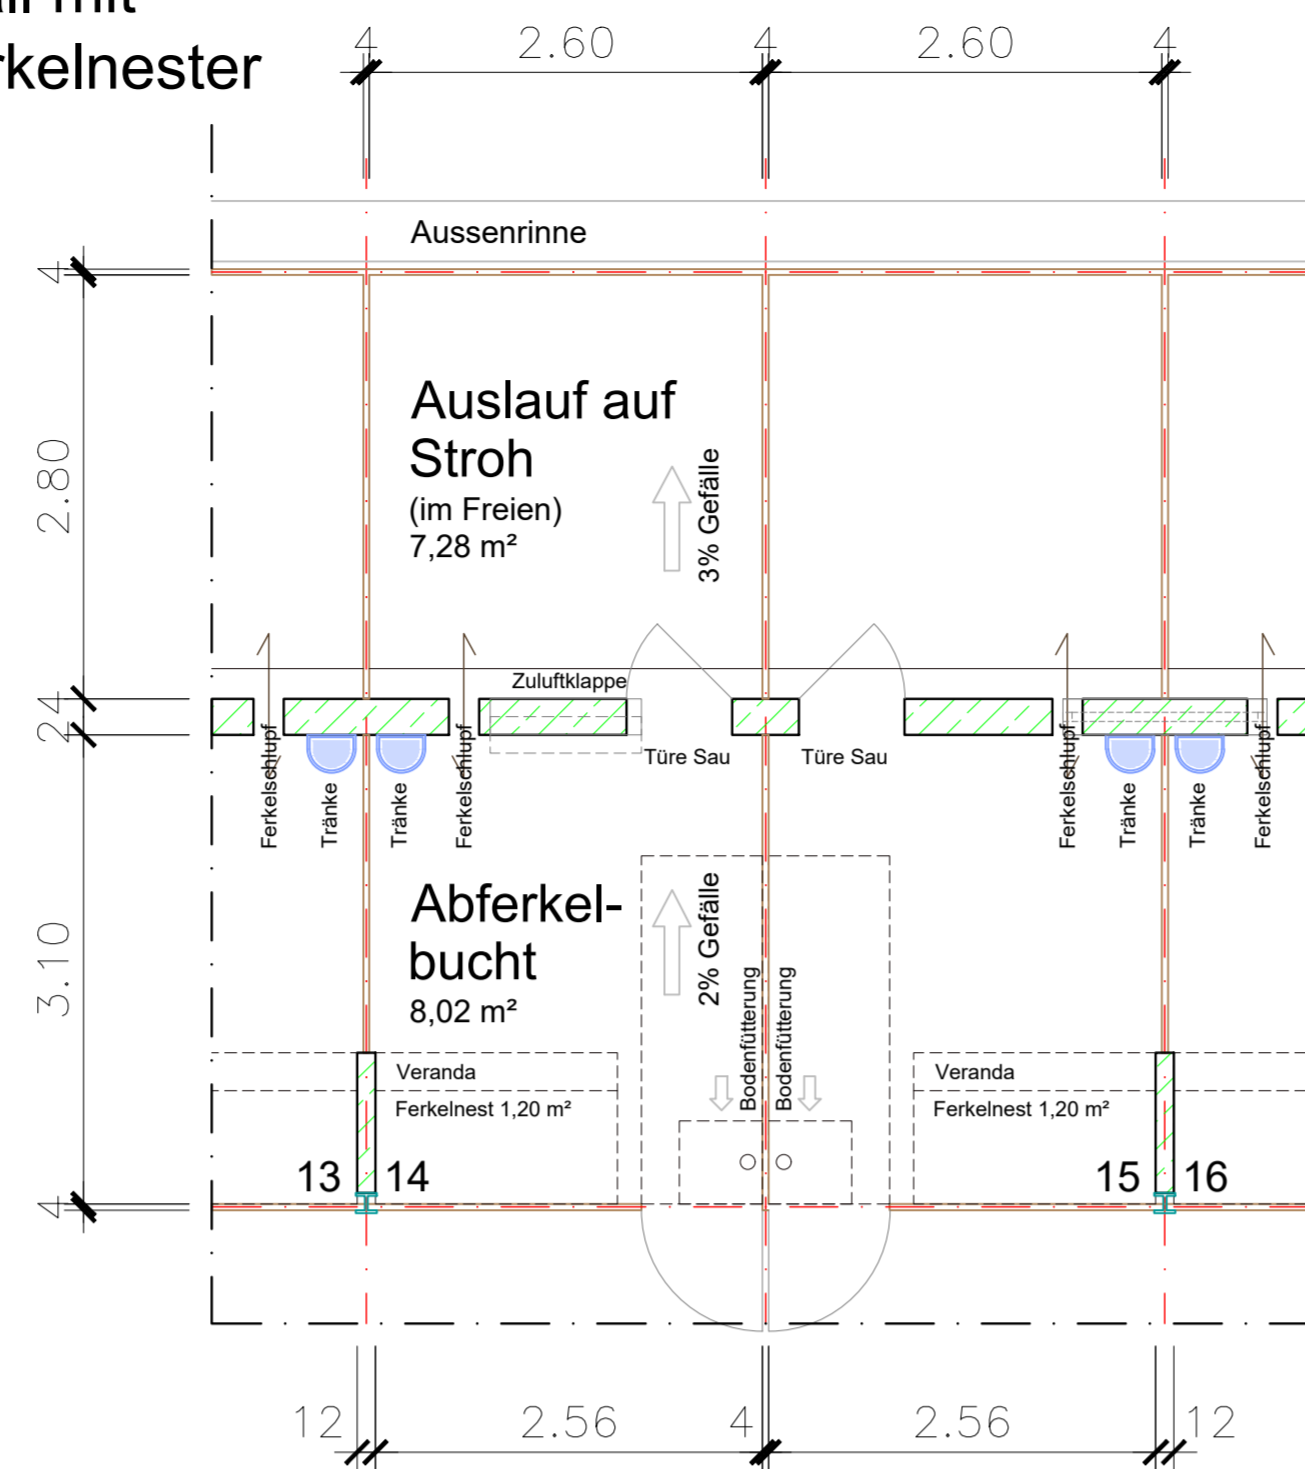 mit
4 2.60 4 2.60 4
Aussenrinne
4
Auslauf auf
Stroh
(im Freien)
7,28 m²
3% Gefälle
2.80
Zuluftklappe
24
Türe Sau Türe Sau
Ferkelschlupf
Tränke
Tränke
Ferkelschlupf
Ferkelschlupf
Tränke
Tränke
Ferkelschlupf
Abferkel-
bucht
8,02 m²
2% Gefälle
3.10
Bodenfütterung
Bodenfütterung
Veranda
Ferkelnest 1,20 m²
Veranda
Ferkelnest 1,20 m²
13 14
15 16
4
12 2.56 4 2.56 12